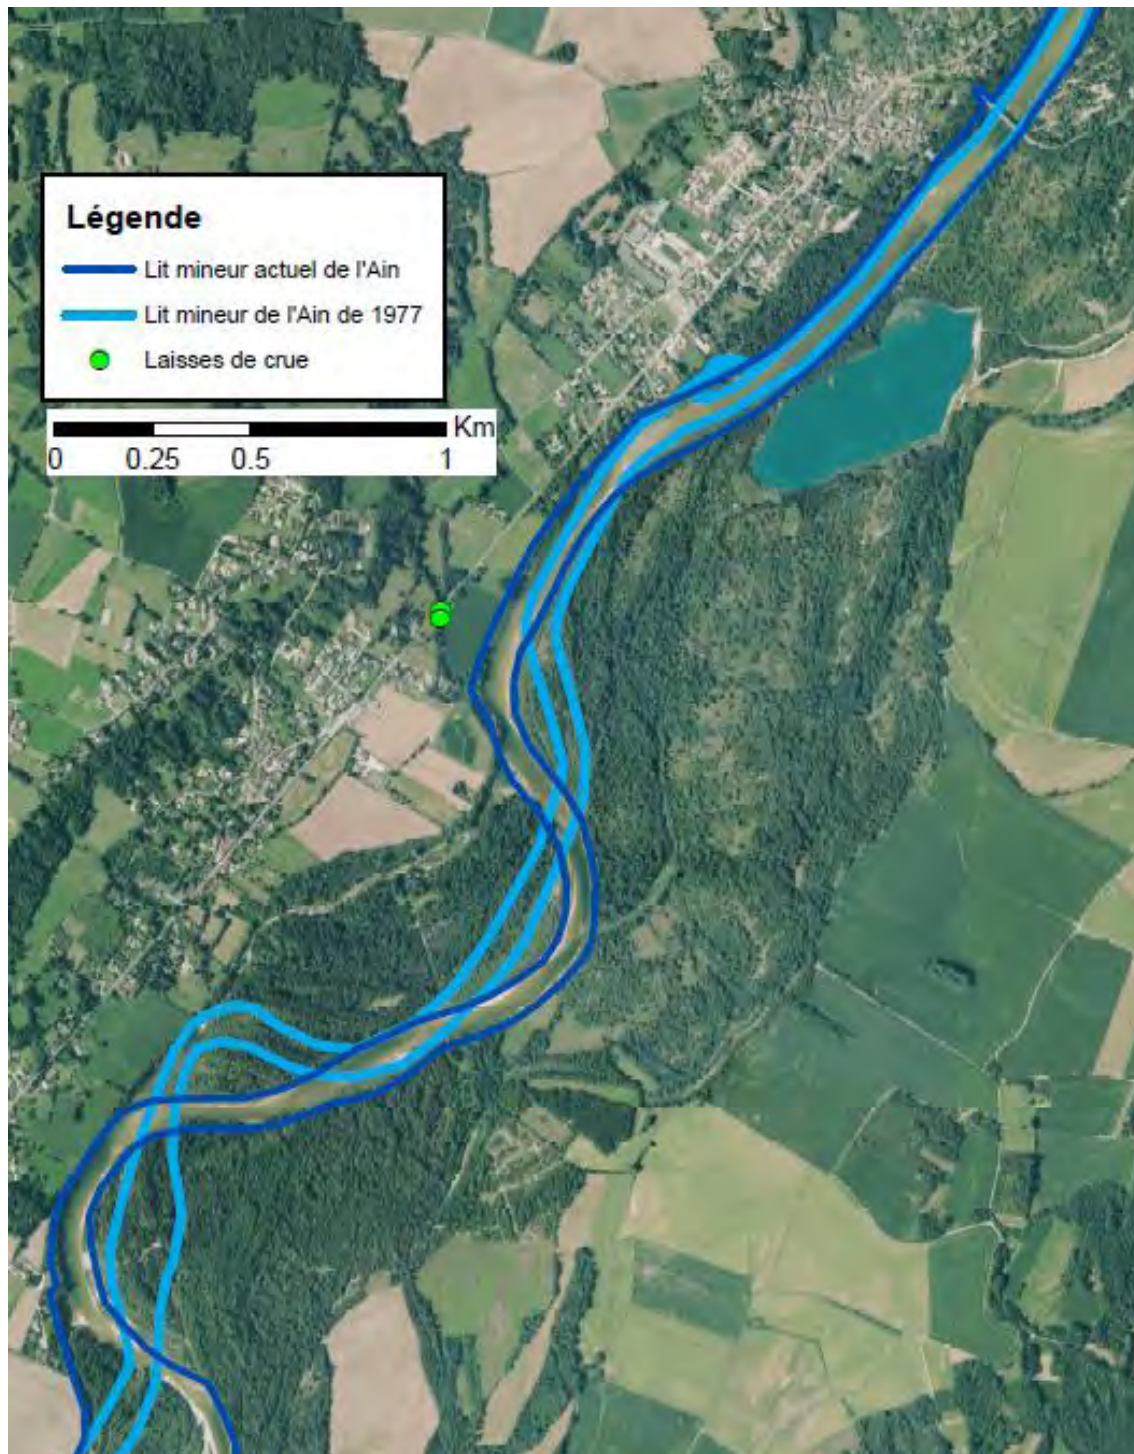 Légende
Lit mineur actuel de l'Ain
Lit mineur de l'Ain de 1977
Laisses de crue
Km
0 0.25 0.5 1